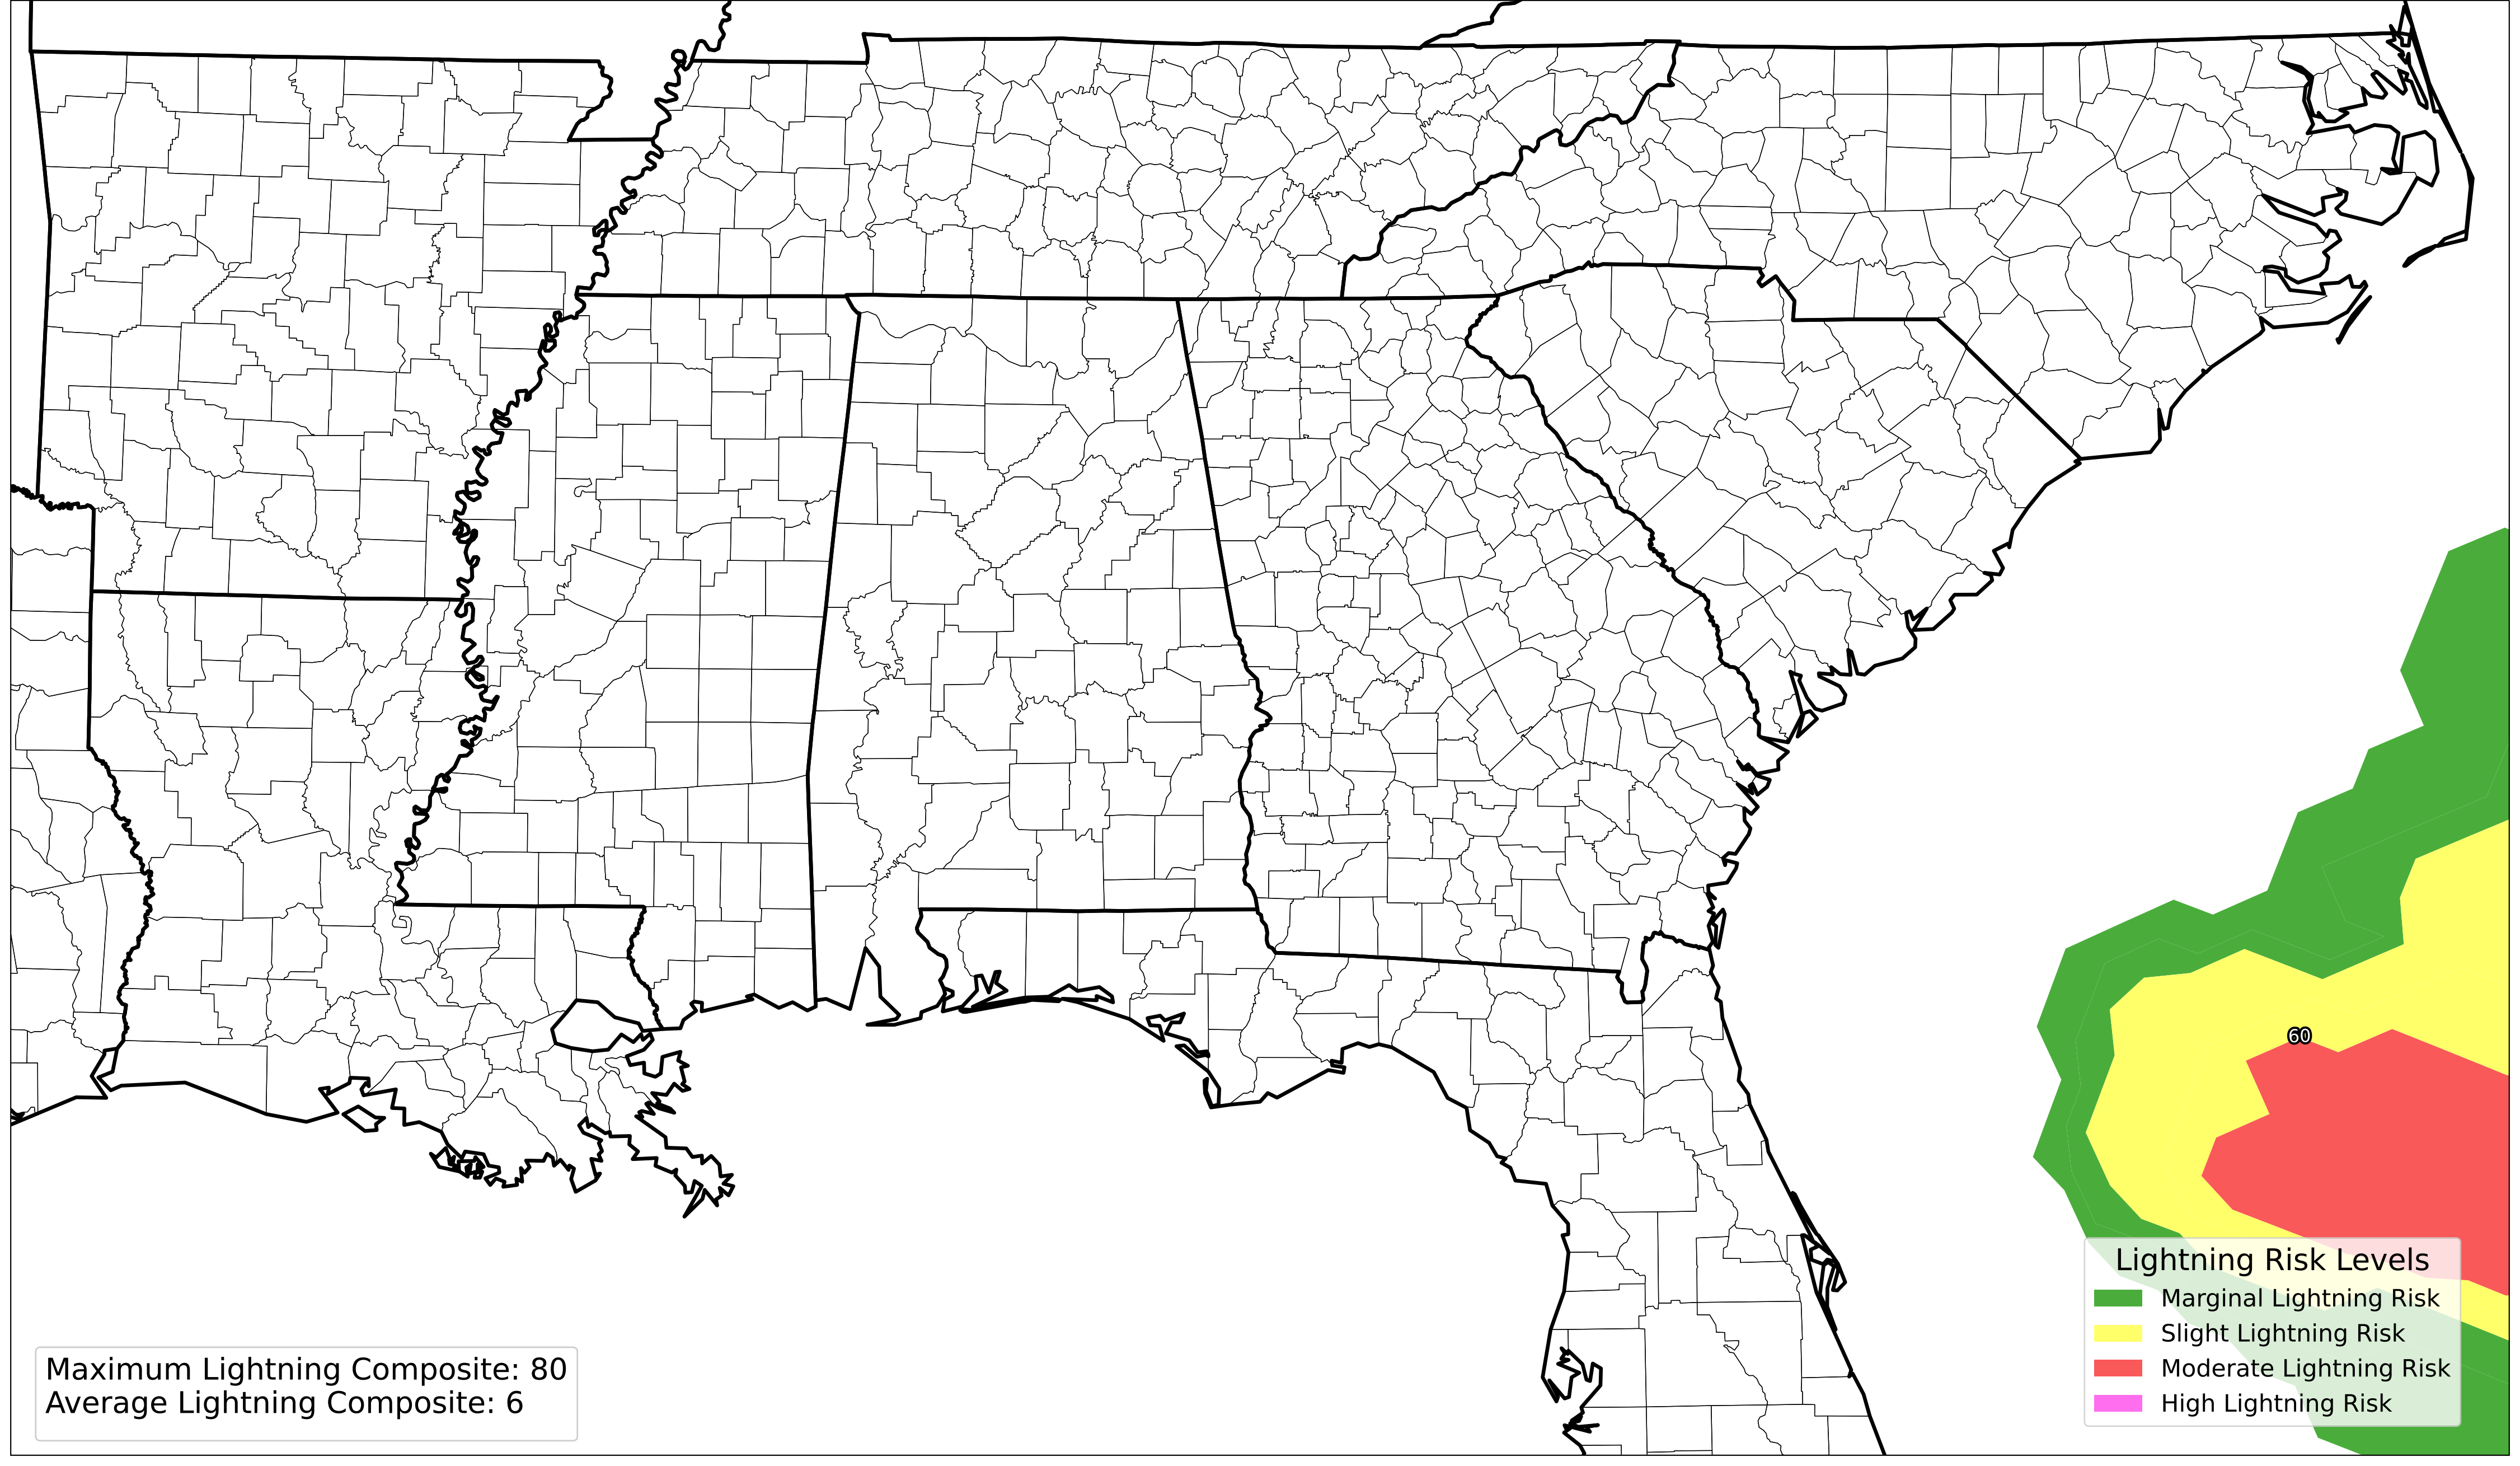 60
Lightning Risk Levels
Marginal Lightning Risk
Slight Lightning Risk
Moderate Lightning Risk
High Lightning Risk
Maximum Lightning Composite: 80
Average Lightning Composite: 6